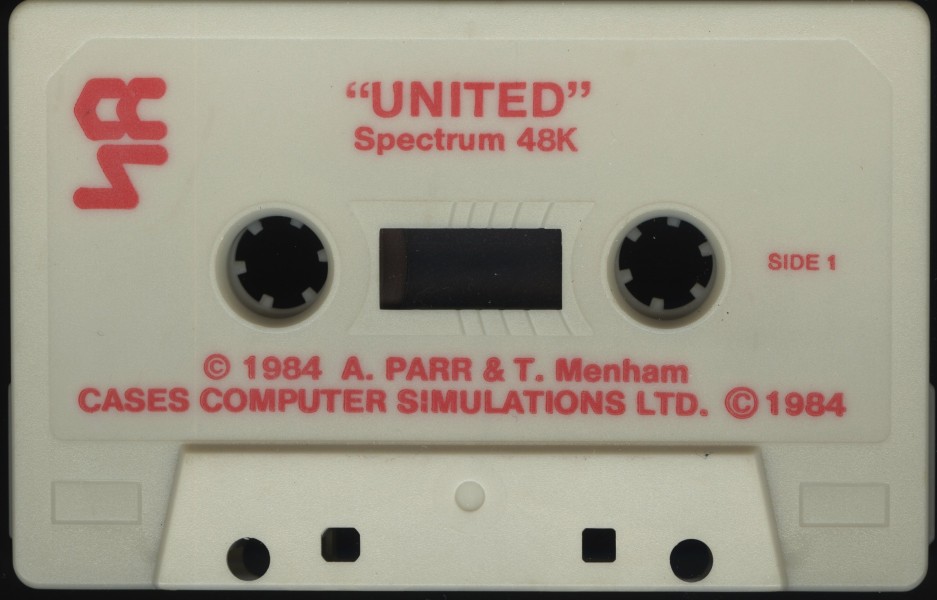 “UNITED”
Spectrum 48K
SIDE 1
© 1984 A. PARR & T. Menham
CASES COMPUTER SIMULATIONS LTD. © 1984